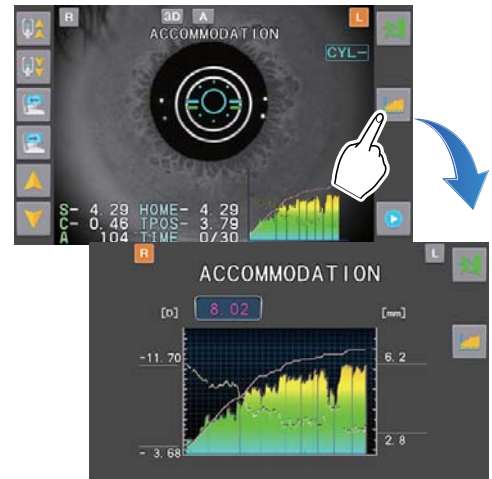 R 3D A L
ACCOMMODATION
CYL-
S- 4.29 HOME- 4.29
C- 0.46 TPOS- 3.79
A 104 TIME 0/30
R L
ACCOMMODATION
[D] 8.02 [mm]
-11.70 6.2
2.8
- 3.68